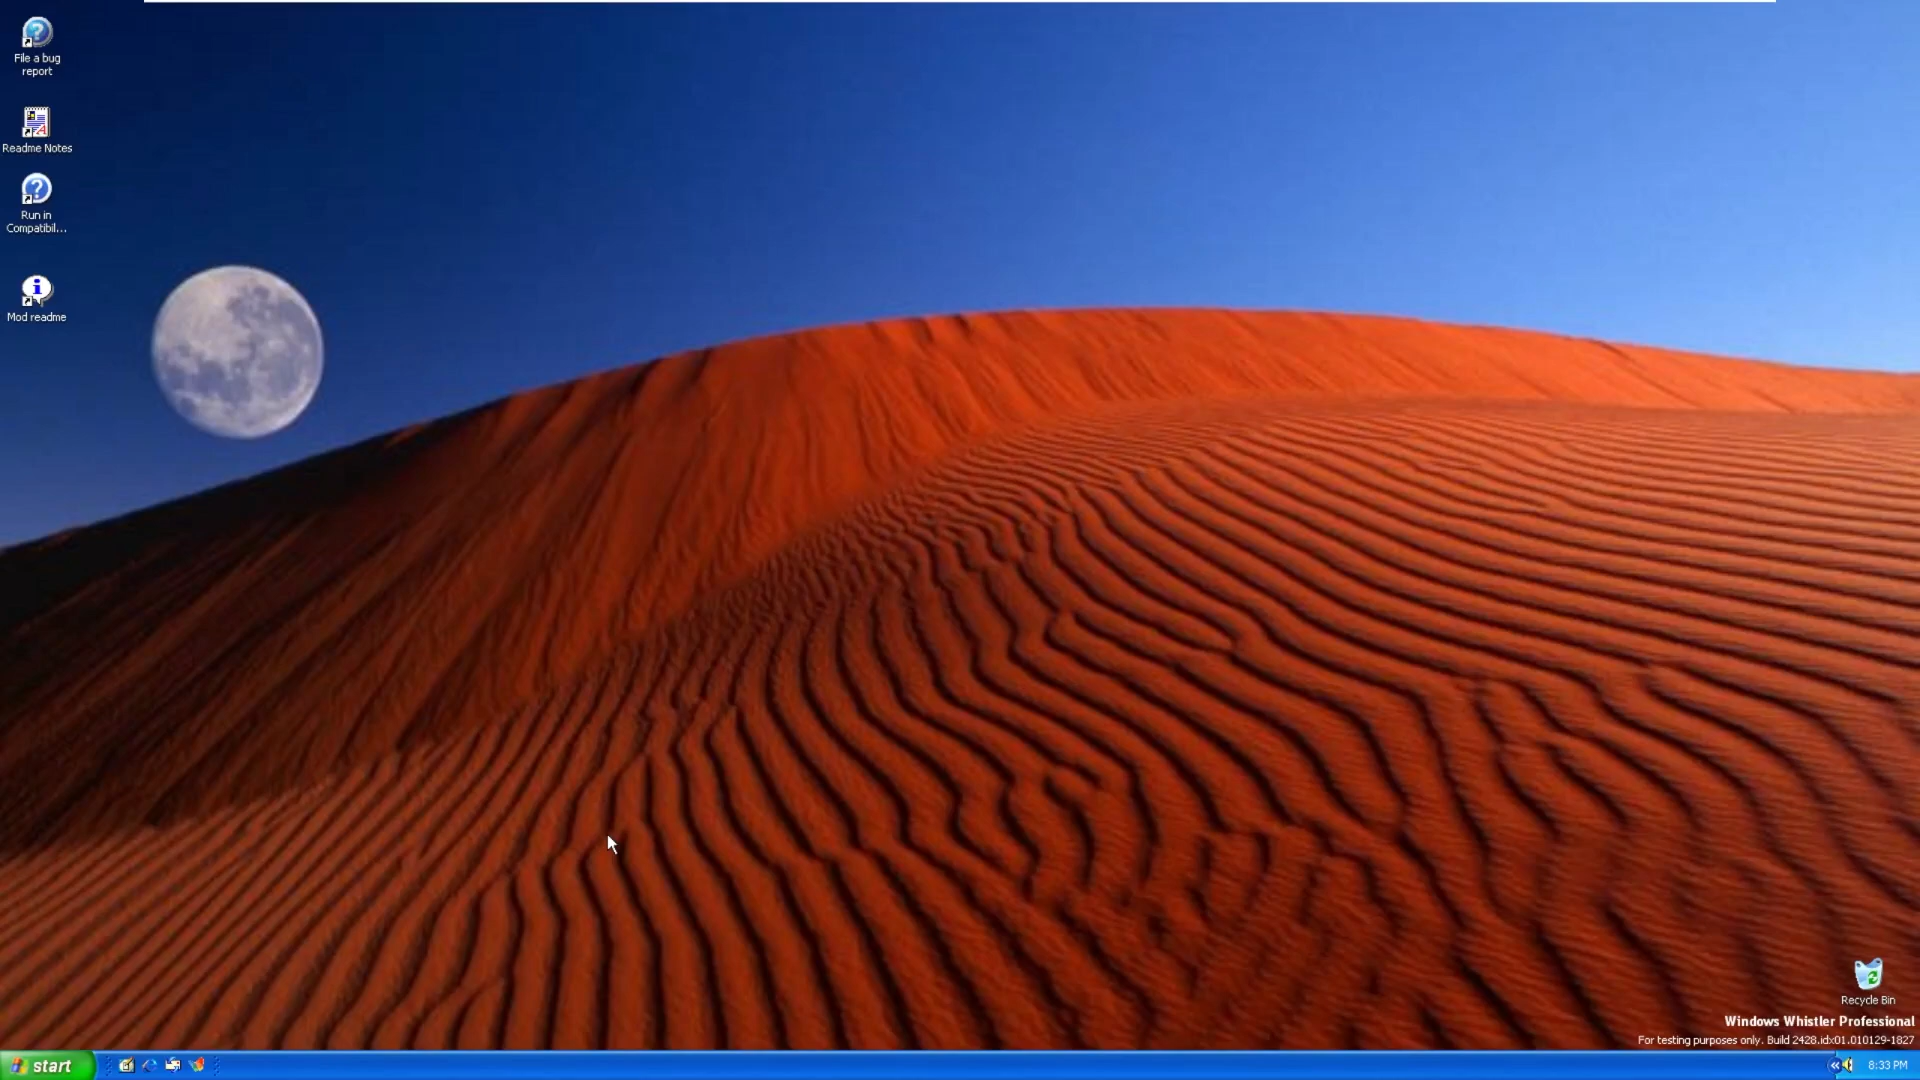 File a bug
report
Readme Notes
Run in
Compatibil...
Mod readme
Recycle Bin
Windows Whistler Professional
For testing purposes only. Build 2428.idx01.010129-1827
start
8:33 PM